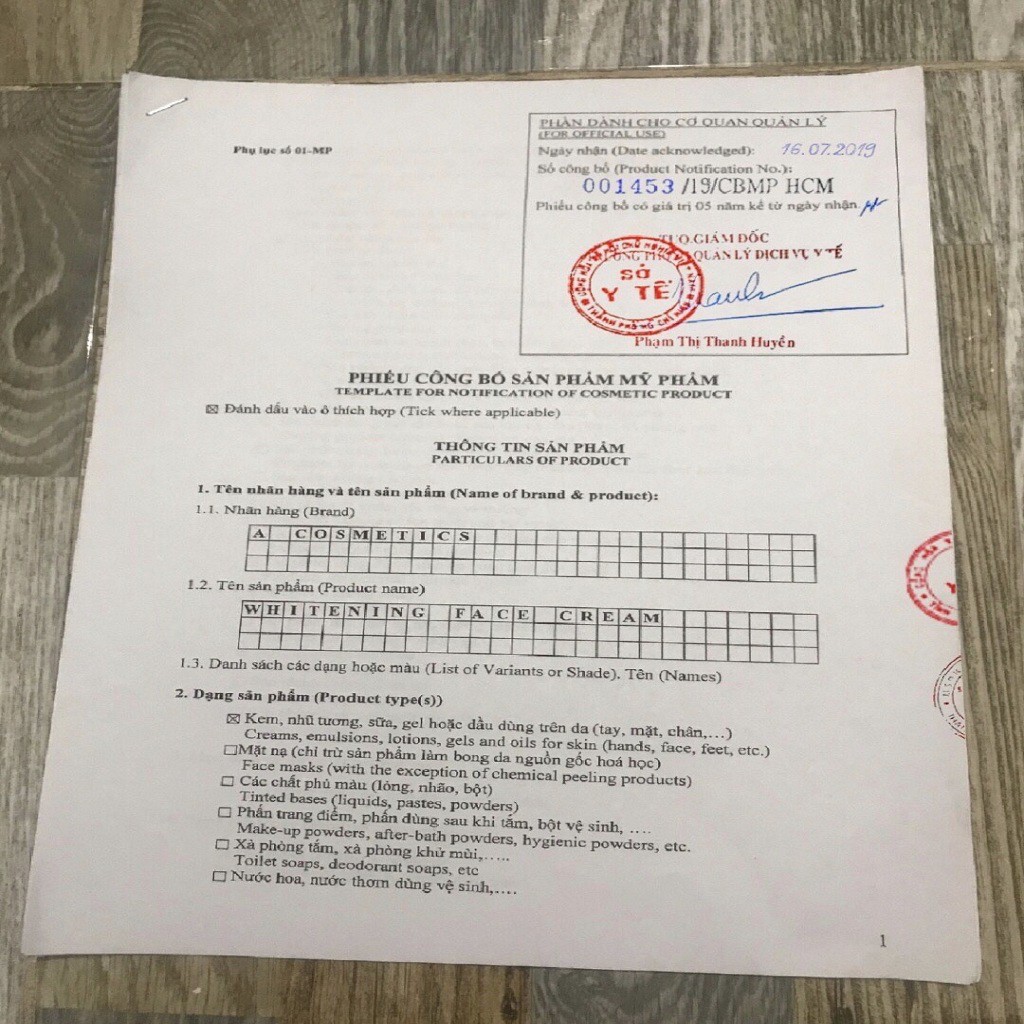 Phụ lục số 01-MP
PHẦN DÀNH CHO CƠ QUAN QUẢN LÝ
(FOR OFFICIAL USE)
Ngày nhận (Date acknowledged): 16.07.2019
Số công bố (Product Notification No.):
001453 /19/CBMP HCM
Phiếu công bố có giá trị 05 năm kể từ ngày nhận.
TUQ.GIÁM ĐỐC
QUẢN LÝ DỊCH VỤ Y TẾ
SỞ
Y TẾ
THÀNH PHỐ HỒ CHÍ MINH
Phạm Thị Thanh Huyền
PHIẾU CÔNG BỐ SẢN PHẨM MỸ PHẨM
TEMPLATE FOR NOTIFICATION OF COSMETIC PRODUCT
☒ Đánh dấu vào ô thích hợp (Tick where applicable)
THÔNG TIN SẢN PHẨM
PARTICULARS OF PRODUCT
1. Tên nhãn hàng và tên sản phẩm (Name of brand & product):
1.1. Nhãn hàng (Brand)
A COSMETICS
1.2. Tên sản phẩm (Product name)
WHITENING FACE CREAM
1.3. Danh sách các dạng hoặc màu (List of Variants or Shade). Tên (Names)
2. Dạng sản phẩm (Product type(s))
☒ Kem, nhũ tương, sữa, gel hoặc dầu dùng trên da (tay, mặt, chân,...)
Creams, emulsions, lotions, gels and oils for skin (hands, face, feet, etc.)
☐ Mặt nạ (chỉ trừ sản phẩm làm bong da nguồn gốc hoá học)
Face masks (with the exception of chemical peeling products)
☐ Các chất phủ màu (lỏng, nhão, bột)
Tinted bases (liquids, pastes, powders)
☐ Phấn trang điểm, phấn dùng sau khi tắm, bột vệ sinh, ....
Make-up powders, after-bath powders, hygienic powders, etc.
☐ Xà phòng tắm, xà phòng khử mùi,.....
Toilet soaps, deodorant soaps, etc
☐ Nước hoa, nước thơm dùng vệ sinh,....
1